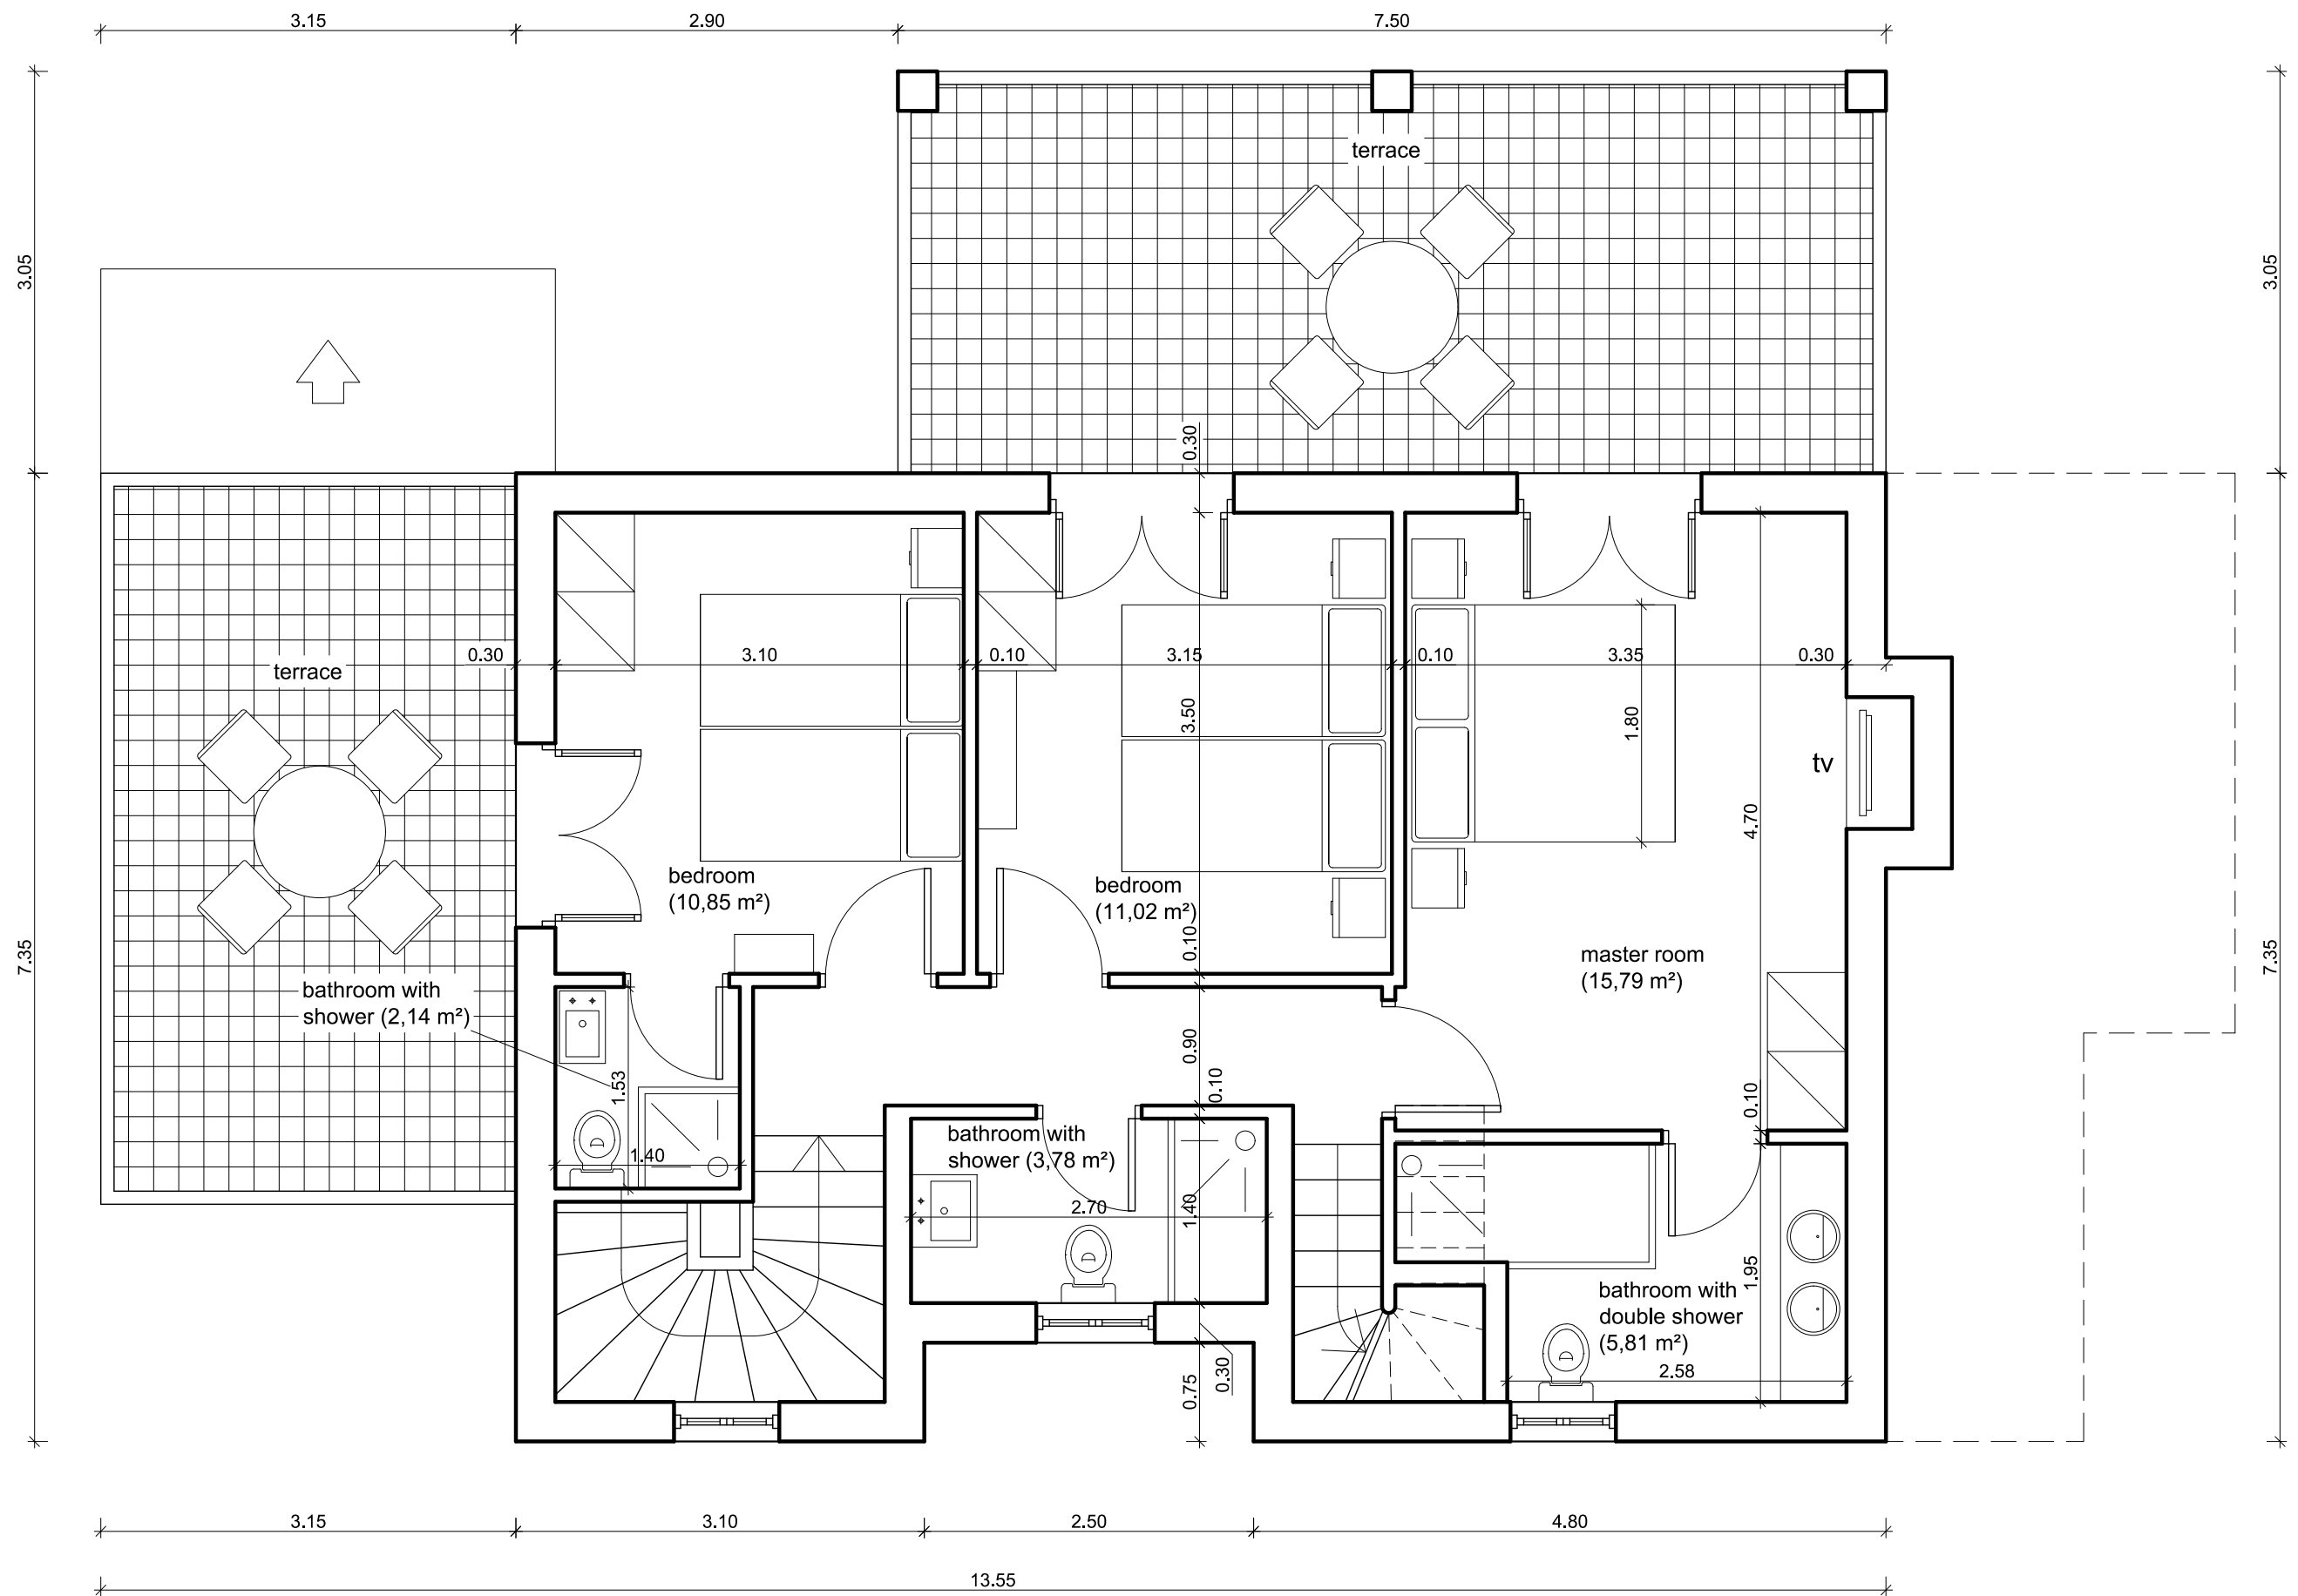 3.15
2.90
7.50
terrace
3.05
3.05
0.30
terrace
0.30
3.10
0.10
3.15
0.10
3.35
0.30
3.50
1.80
tv
4.70
bedroom
(10,85 m²)
bedroom
(11,02 m²)
0.10
master room
(15,79 m²)
7.35
7.35
bathroom with
shower (2,14 m²)
0.90
1.53
0.10
0.10
bathroom with
shower (3,78 m²)
1.40
2.70
1.40
1.95
bathroom with
double shower
(5,81 m²)
2.58
0.75
0.30
3.15
3.10
2.50
4.80
13.55